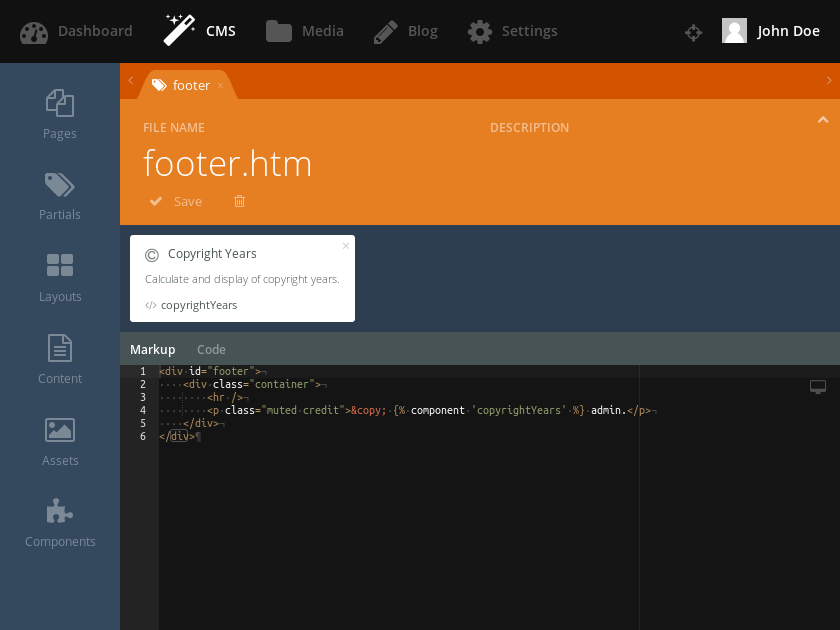 Dashboard CMS Media Blog Settings John Doe
footer ×
Pages
Partials
Layouts
Content
Assets
Components
FILE NAME DESCRIPTION
footer.htm
Save
© Copyright Years ×
Calculate and display of copyright years.
</> copyrightYears
Markup Code
1 <div id="footer">
2     <div class="container">
3         <hr />
4         <p class="muted credit">&copy; {% component 'copyrightYears' %} admin.</p>
5     </div>
6 </div>